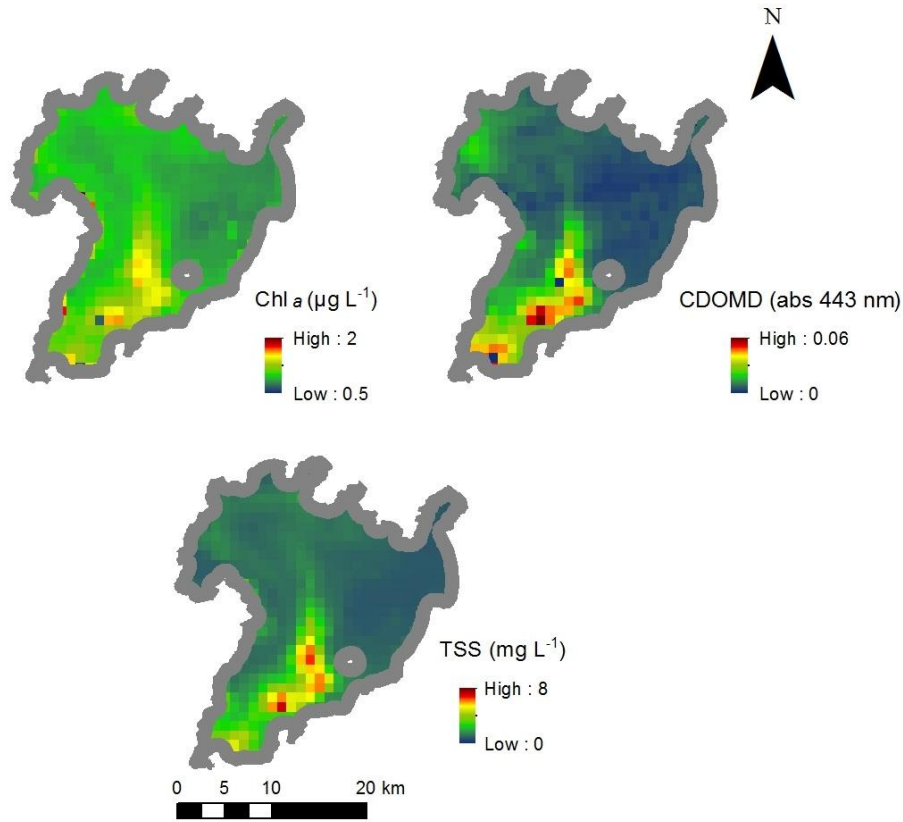 N
Chl a (µg L-1)
High : 2
Low : 0.5
CDOMD (abs 443 nm)
High : 0.06
Low : 0
TSS (mg L-1)
High : 8
Low : 0
0 5 10 20 km